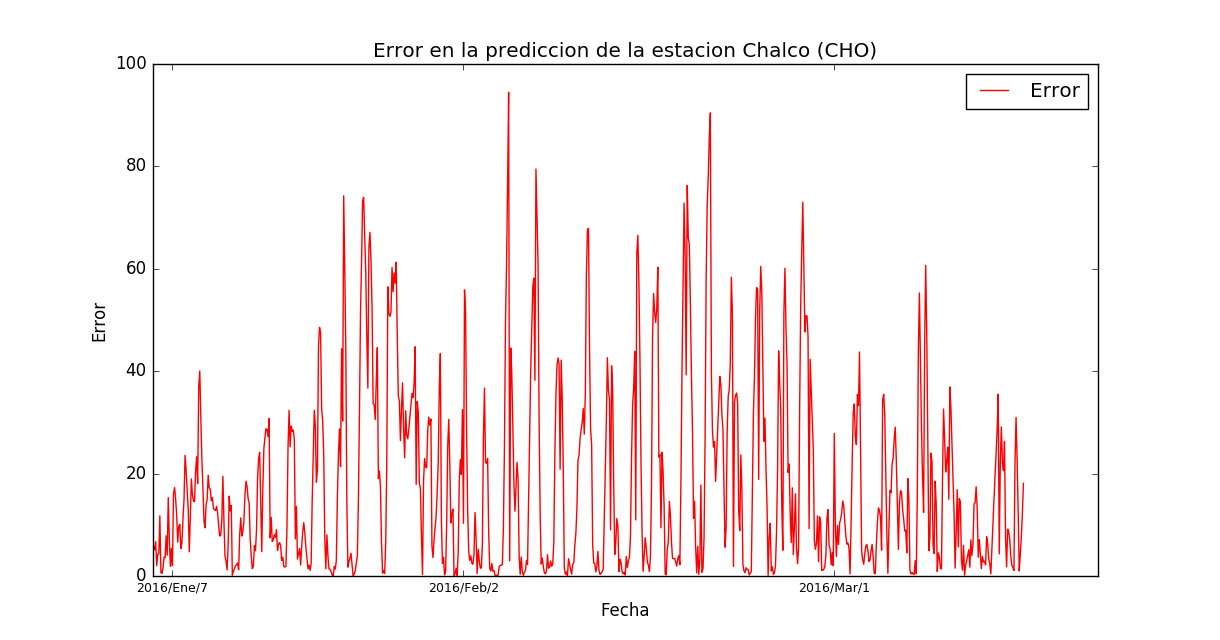 Error en la prediccion de la estacion Chalco (CHO)
Error
100
80
60
40
20
0
Error
2016/Ene/7
2016/Feb/2
2016/Mar/1
Fecha